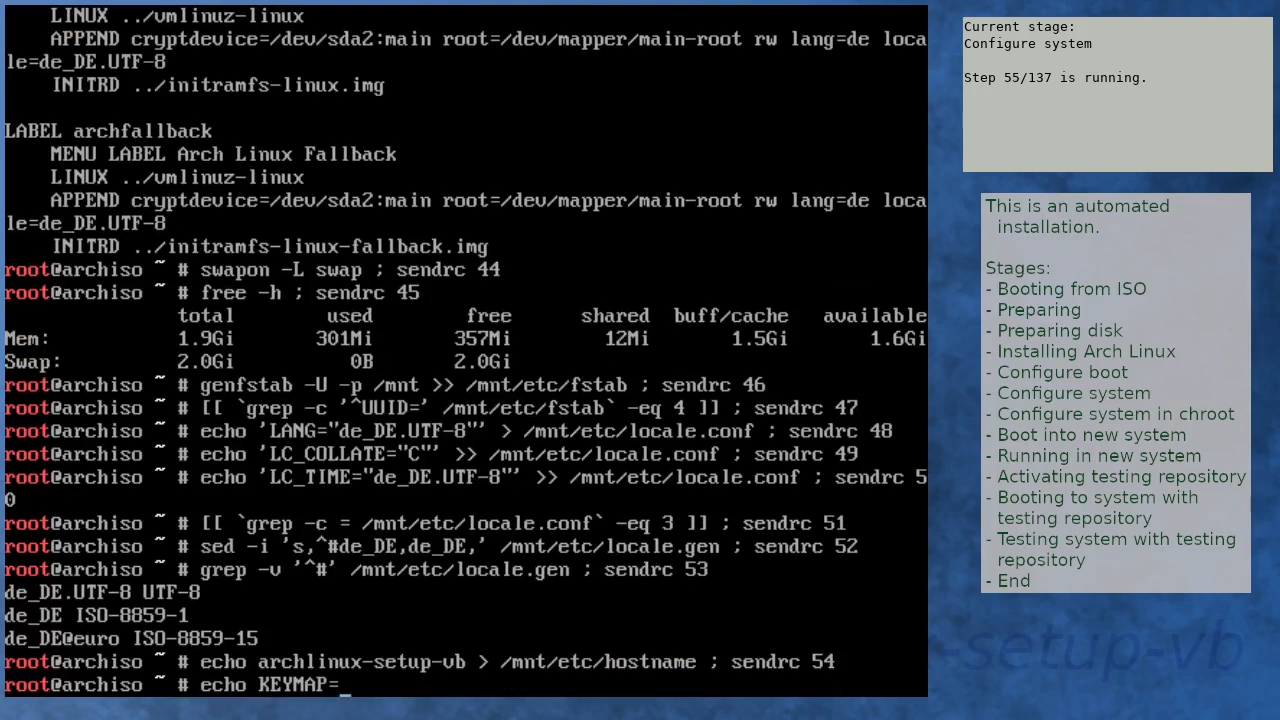 LINUX ../vmlinuz-linux
    APPEND cryptdevice=/dev/sda2:main root=/dev/mapper/main-root rw lang=de loca
le=de_DE.UTF-8
    INITRD ../initramfs-linux.img

LABEL archfallback
    MENU LABEL Arch Linux Fallback
    LINUX ../vmlinuz-linux
    APPEND cryptdevice=/dev/sda2:main root=/dev/mapper/main-root rw lang=de loca
le=de_DE.UTF-8
    INITRD ../initramfs-linux-fallback.img
root@archiso ~ # swapon -L swap ; sendrc 44
root@archiso ~ # free -h ; sendrc 45
               total        used        free      shared  buff/cache   available
Mem:           1.9Gi       301Mi       357Mi        12Mi       1.5Gi       1.6Gi
Swap:          2.0Gi          0B       2.0Gi
root@archiso ~ # genfstab -U -p /mnt >> /mnt/etc/fstab ; sendrc 46
root@archiso ~ # [[ `grep -c '^UUID=' /mnt/etc/fstab` -eq 4 ]] ; sendrc 47
root@archiso ~ # echo 'LANG="de_DE.UTF-8"' > /mnt/etc/locale.conf ; sendrc 48
root@archiso ~ # echo 'LC_COLLATE="C"' >> /mnt/etc/locale.conf ; sendrc 49
root@archiso ~ # echo 'LC_TIME="de_DE.UTF-8"' >> /mnt/etc/locale.conf ; sendrc 5
0
root@archiso ~ # [[ `grep -c = /mnt/etc/locale.conf` -eq 3 ]] ; sendrc 51
root@archiso ~ # sed -i 's,^#de_DE,de_DE,' /mnt/etc/locale.gen ; sendrc 52
root@archiso ~ # grep -v '^#' /mnt/etc/locale.gen ; sendrc 53
de_DE.UTF-8 UTF-8
de_DE ISO-8859-1
de_DE@euro ISO-8859-15
root@archiso ~ # echo archlinux-setup-vb > /mnt/etc/hostname ; sendrc 54
root@archiso ~ # echo KEYMAP=_
Current stage:
Configure system

Step 55/137 is running.
This is an automated
installation.

Stages:
- Booting from ISO
- Preparing
- Preparing disk
- Installing Arch Linux
- Configure boot
- Configure system
- Configure system in chroot
- Boot into new system
- Running in new system
- Activating testing repository
- Booting to system with
testing repository
- Testing system with testing
repository
- End
-setup-vb